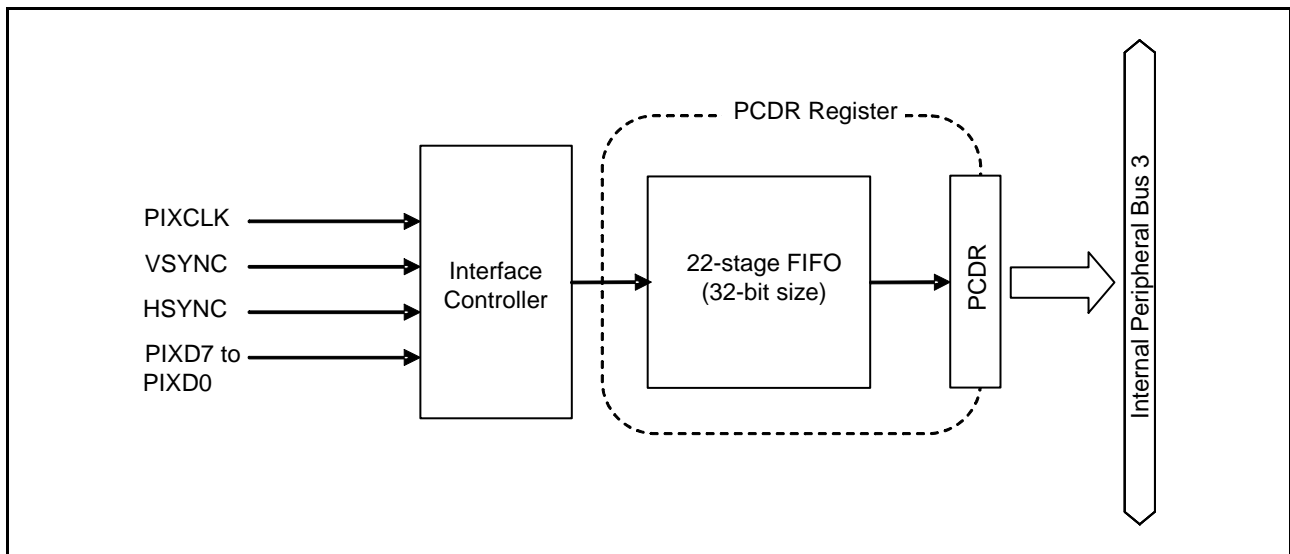 PCDR Register
PIXCLK
VSYNC
HSYNC
PIXD7 to
PIXD0
Interface
Controller
22-stage FIFO
(32-bit size)
PCDR
Internal Peripheral Bus 3